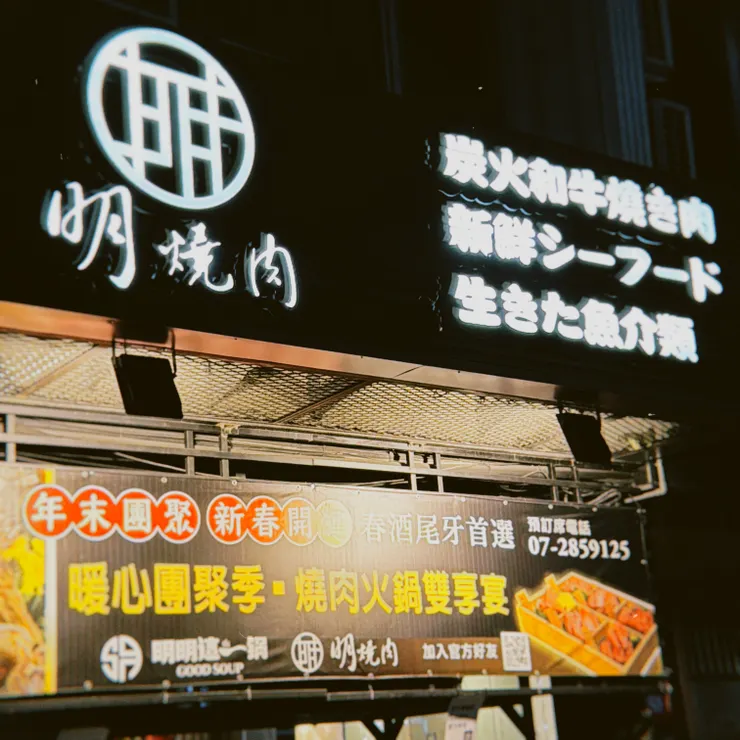 明
明燒肉
炭火和牛燒き肉
新鮮シーフード
生きた魚介類
年末團聚 新春開運 春酒尾牙首選
預訂席電話
07-2859125
暖心團聚季·燒肉火鍋雙享宴
明明這一鍋
GOOD SOUP
明燒肉
加入官方好友